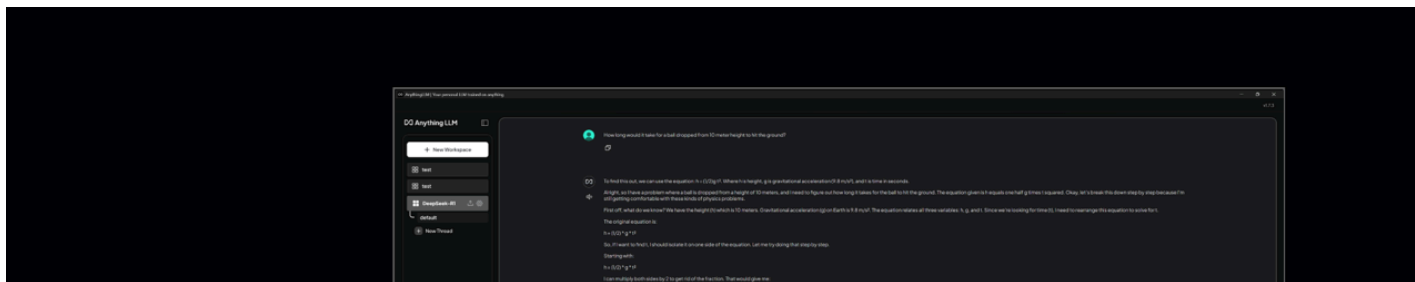 AnythingLLM | Your personal LLM trained on anything
v1.7.3
Anything LLM
+ New Workspace
test
test
DeepSeek-R1
default
+ New Thread
How long would it take for a ball dropped from 10 meter height to hit the ground?
To find this out, we can use the equation: h = (1/2)g t². Where h is height, g is gravitational acceleration (9.8 m/s²), and h is time in seconds.
Alright, so I have a problem where a ball is dropped from a height of 10 meters, and I need to figure out how long it takes for the ball to hit the ground. The equation given is h equals one half g times t squared. Okay, let's break this down step by step because I'm
still getting comfortable with these kinds of physics problems.
First off, what do we know? We have the height (h) which is 10 meters. Gravitational acceleration (g) on Earth is 9.8 m/s². The equation relates all three variables: h, g, and t. Since we're looking for time (t), I need to rearrange this equation to solve for t.
The original equation is:
h = (1/2) * g * t²
So, if I want to find t, I should isolate it on one side of the equation. Let me try doing that step by step.
Starting with:
h = (1/2) * g * t²
I can multiply both sides by 2 to get rid of the fraction. That would give me: